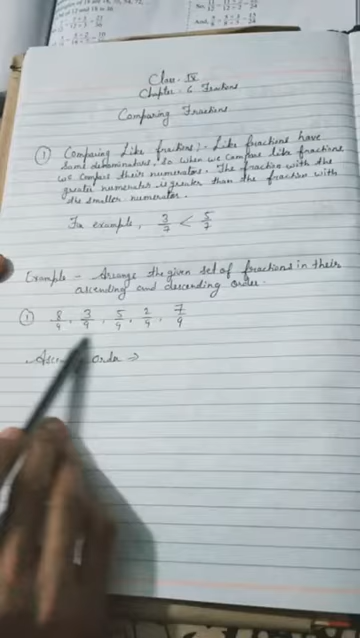 Class - IV
Chapter - 6 Fractions
Comparing Fractions
① Comparing Like fractions :- Like fractions have
same denominators. So when we compare like fractions
we compare their numerators. The fraction with the
greater numerator is greater than the fraction with
the smaller numerator.
For example, 3/7 < 5/7
Example - Arrange the given set of fractions in their
ascending and descending order.
① 8/9, 3/9, 5/9, 2/9, 7/9
Order ⇒